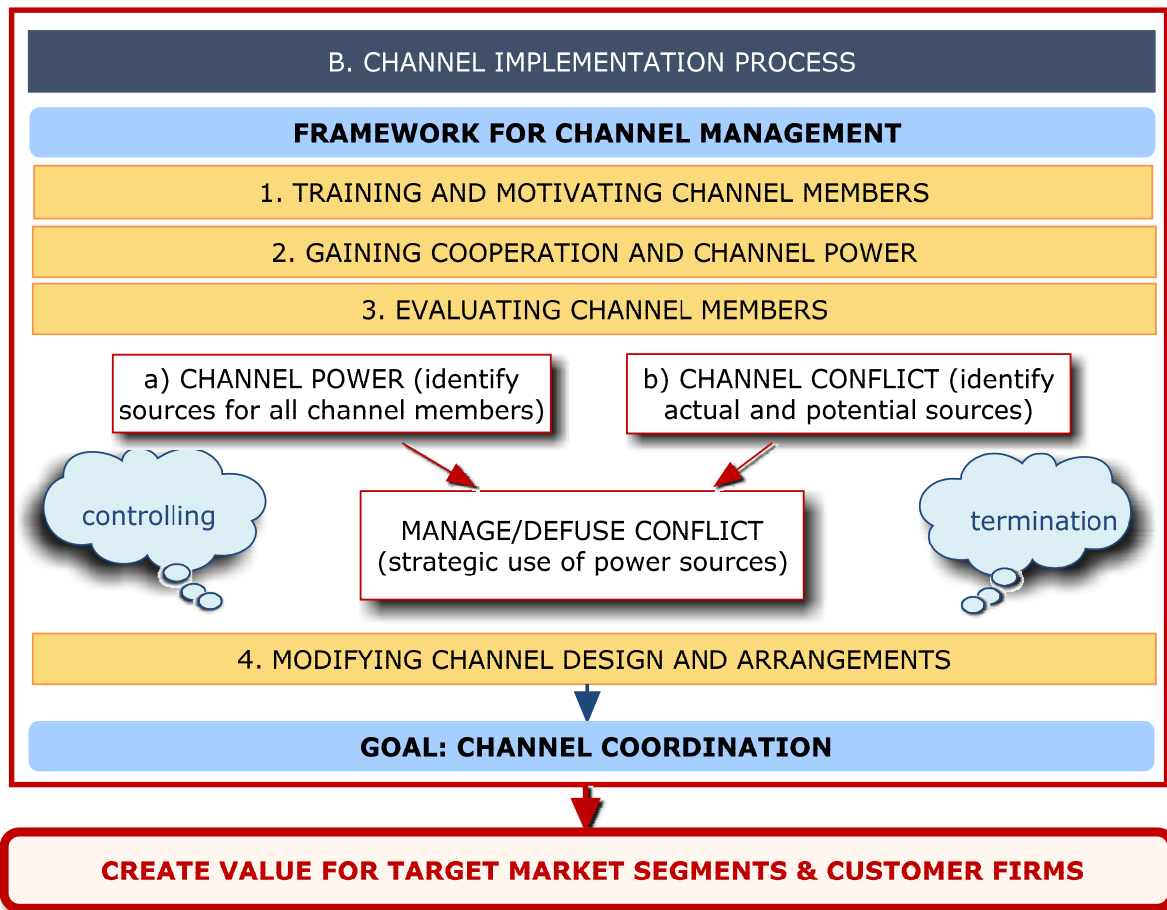 B. CHANNEL IMPLEMENTATION PROCESS
FRAMEWORK FOR CHANNEL MANAGEMENT
1. TRAINING AND MOTIVATING CHANNEL MEMBERS
2. GAINING COOPERATION AND CHANNEL POWER
3. EVALUATING CHANNEL MEMBERS
a) CHANNEL POWER (identify
sources for all channel members)
b) CHANNEL CONFLICT (identify
actual and potential sources)
controlling
MANAGE/DEFUSE CONFLICT
(strategic use of power sources)
termination
4. MODIFYING CHANNEL DESIGN AND ARRANGEMENTS
GOAL: CHANNEL COORDINATION
CREATE VALUE FOR TARGET MARKET SEGMENTS & CUSTOMER FIRMS